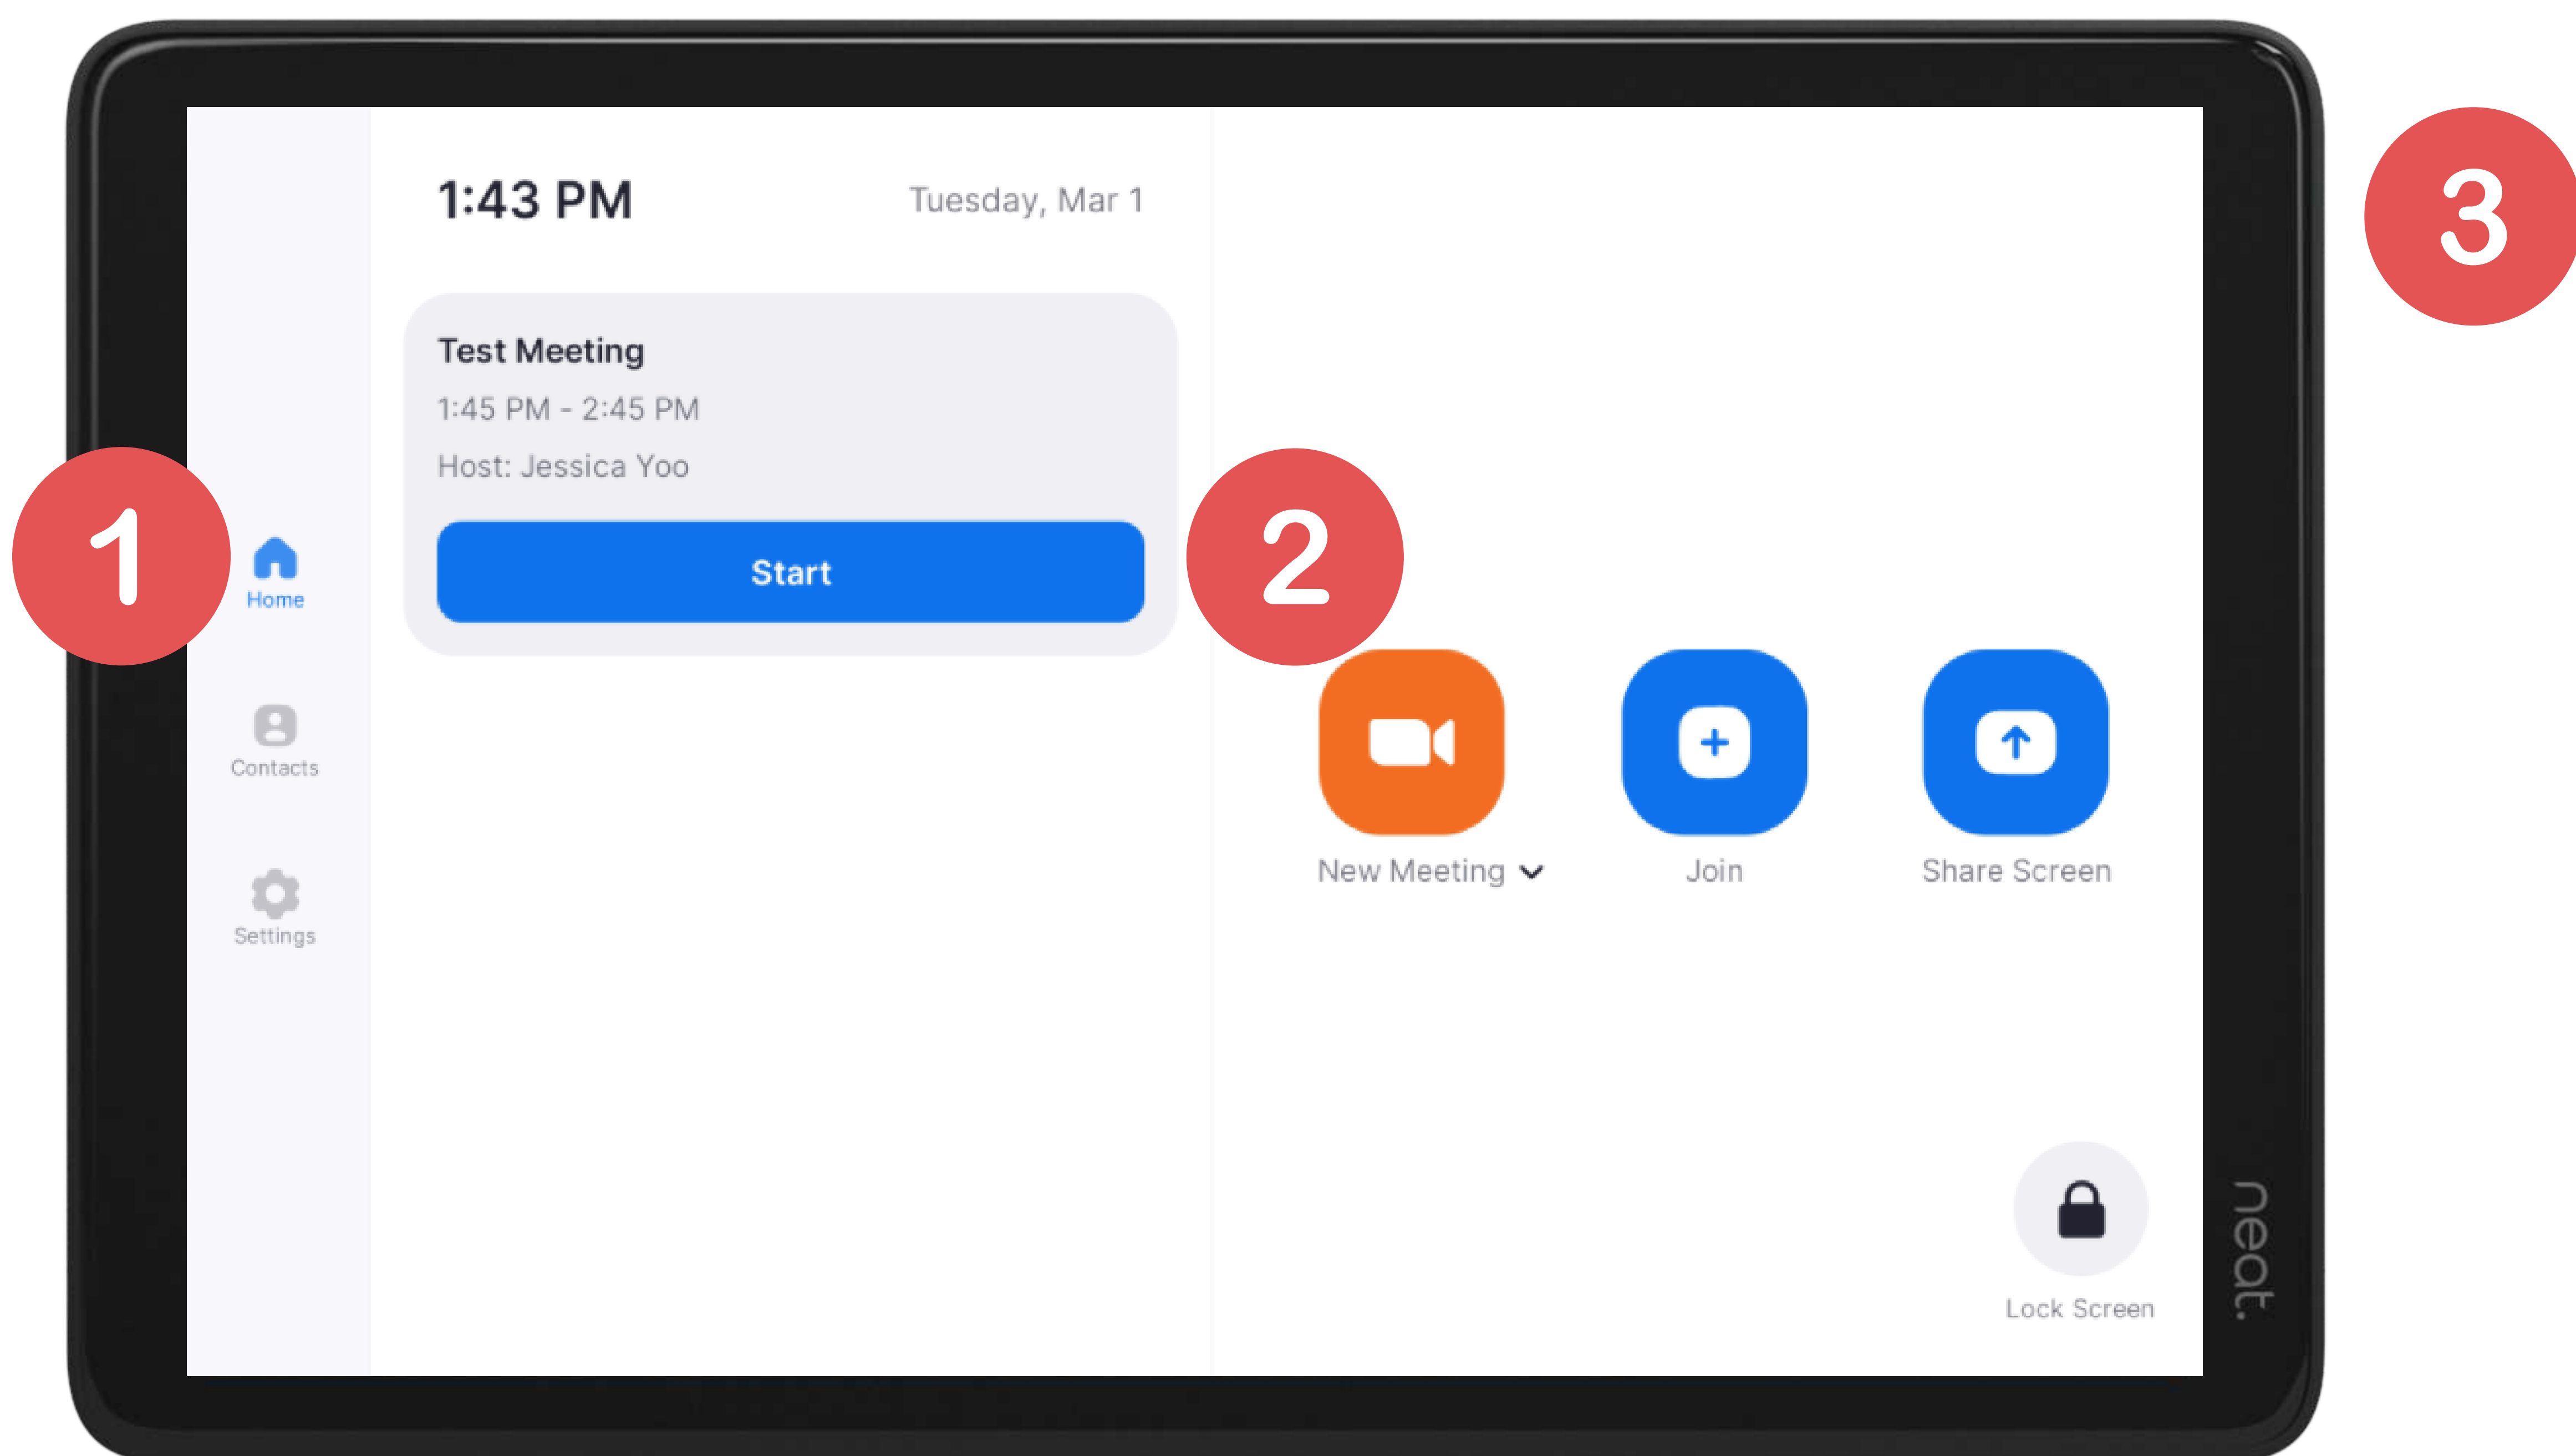 1:43 PM
Tuesday, Mar 1
3
Test Meeting
1:45 PM - 2:45 PM
Host: Jessica Yoo
1
Home
Start
2
Contacts
Settings
New Meeting
Join
Share Screen
Lock Screen
neat.